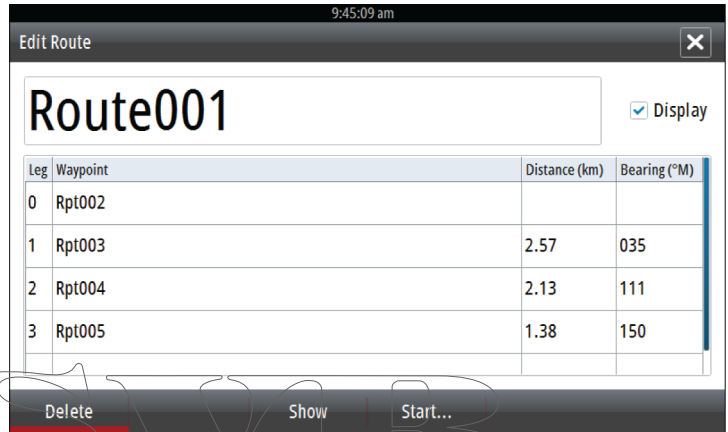 9:45:09 am
Edit Route
Route001
Display
Leg Waypoint Distance (km) Bearing (°M)
0 Rpt002
1 Rpt003 2.57 035
2 Rpt004 2.13 111
3 Rpt005 1.38 150
Delete Show Start...